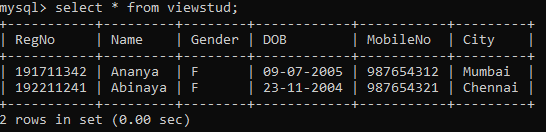 mysql> select * from viewstud;
+-----------+---------+--------+------------+-----------+---------+
| RegNo | Name | Gender | DOB | MobileNo | City |
+-----------+---------+--------+------------+-----------+---------+
| 191711342 | Ananya | F | 09-07-2005 | 987654312 | Mumbai |
| 192211241 | Abinaya | F | 23-11-2004 | 987654321 | Chennai |
+-----------+---------+--------+------------+-----------+---------+
2 rows in set (0.00 sec)